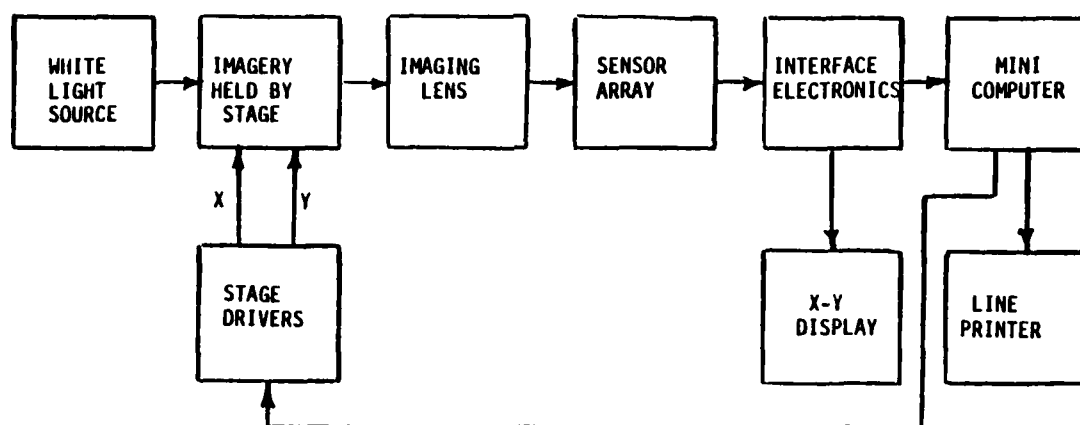 WHITE
LIGHT
SOURCE
IMAGERY
HELD BY
STAGE
IMAGING
LENS
SENSOR
ARRAY
INTERFACE
ELECTRONICS
MINI
COMPUTER
X
Y
STAGE
DRIVERS
X-Y
DISPLAY
LINE
PRINTER